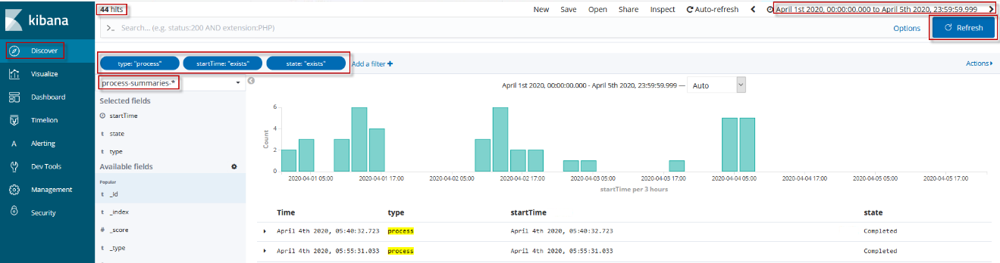 44 hits
New Save Open Share Inspect Auto-refresh April 1st 2020, 00:00:00.000 to April 5th 2020, 23:59:59.999
kibana
>_ Search... (e.g. status:200 AND extension:PHP)
Options
Refresh
Discover
Visualize
Dashboard
Timelion
A Alerting
Dev Tools
Management
Security
type: "process" startTime: "exists" state: "exists" Add a filter +
Actions
process-summaries-*
Selected fields
startTime
t state
t type
Available fields
Popular
t _id
t _index
# _score
t _type
April 1st 2020, 00:00:00.000 - April 5th 2020, 23:59:59.999 — Auto
Count
6
4
2
0
2020-04-01 05:00 2020-04-01 17:00 2020-04-02 05:00 2020-04-02 17:00 2020-04-03 05:00 2020-04-03 17:00 2020-04-04 05:00 2020-04-04 17:00 2020-04-05 05:00 2020-04-05 17:00
startTime per 3 hours
Time type startTime state
April 4th 2020, 05:40:32.723 process April 4th 2020, 05:40:32.723 Completed
April 4th 2020, 05:55:31.033 process April 4th 2020, 05:55:31.033 Completed